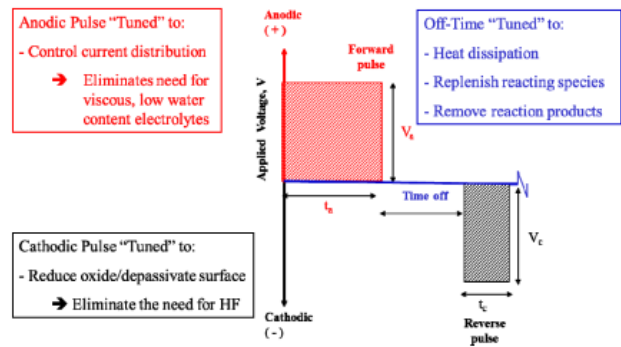 Anodic Pulse “Tuned” to:
- Control current distribution
➔ Eliminates need for
viscous, low water
content electrolytes
Anodic
(+)
Forward
pulse
Applied Voltage, V
Va
ta
Time off
Off-Time “Tuned” to:
- Heat dissipation
- Replenish reacting species
- Remove reaction products
Cathodic Pulse “Tuned” to:
- Reduce oxide/depassivate surface
➔ Eliminate the need for HF
Cathodic
(-)
Vc
tc
Reverse
pulse